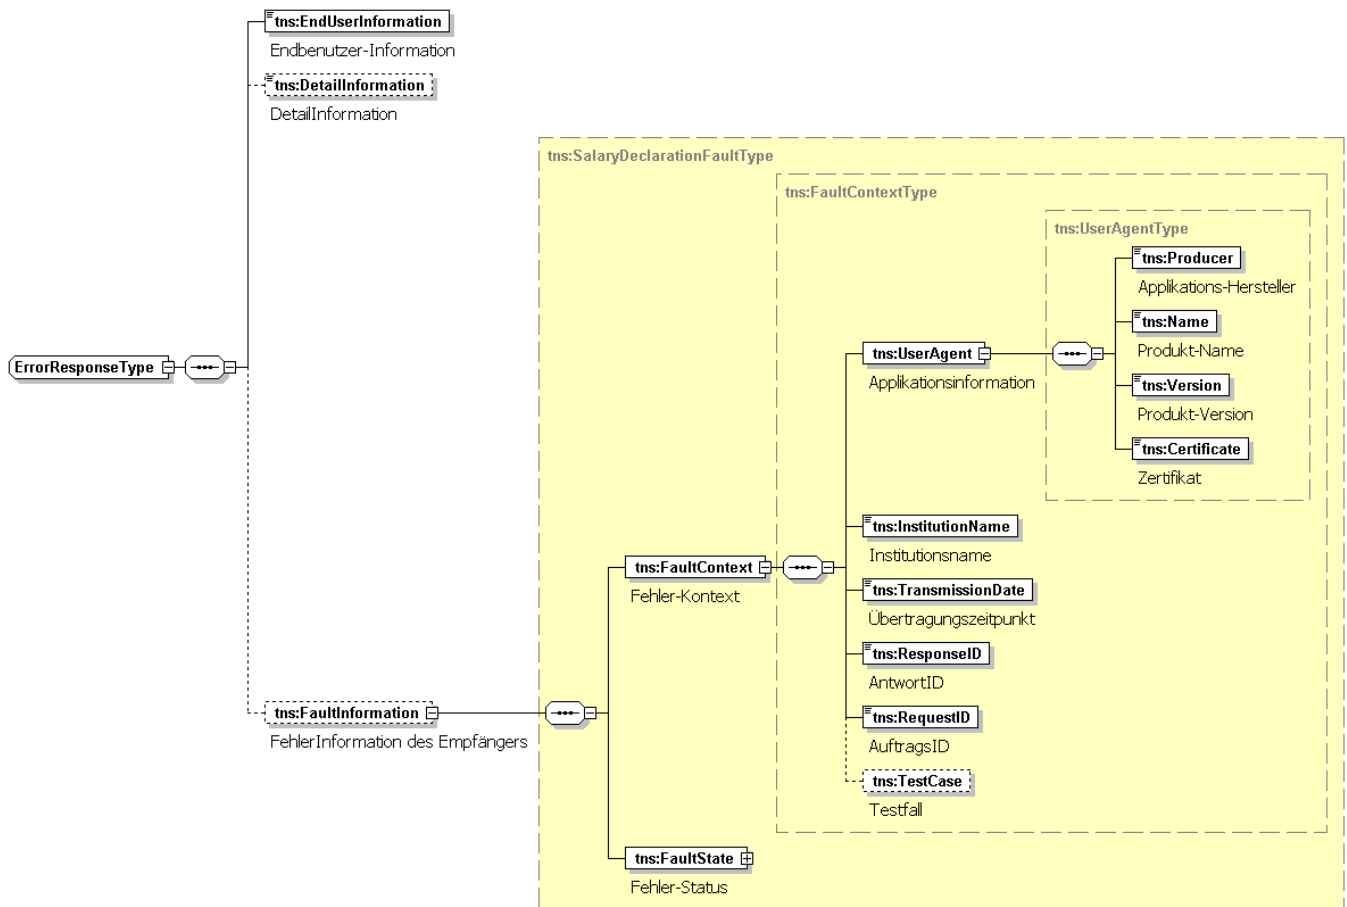 tns:EndUserInformation
Endbenutzer-Information
tns:DetailInformation
DetailInformation
tns:SalaryDeclarationFaultType
tns:FaultContextType
tns:UserAgentType
tns:Producer
Applikations-Hersteller
tns:Name
Produkt-Name
ErrorResponseType
tns:UserAgent
Applikationsinformation
tns:Version
Produkt-Version
tns:Certificate
Zertifikat
tns:InstitutionName
Institutionsname
tns:FaultContext
Fehler-Kontext
tns:TransmissionDate
Übertragungszeitpunkt
tns:ResponseID
AntwortID
tns:FaultInformation
FehlerInformation des Empfängers
tns:RequestID
AuftragsID
tns:TestCase
Testfall
tns:FaultState
Fehler-Status